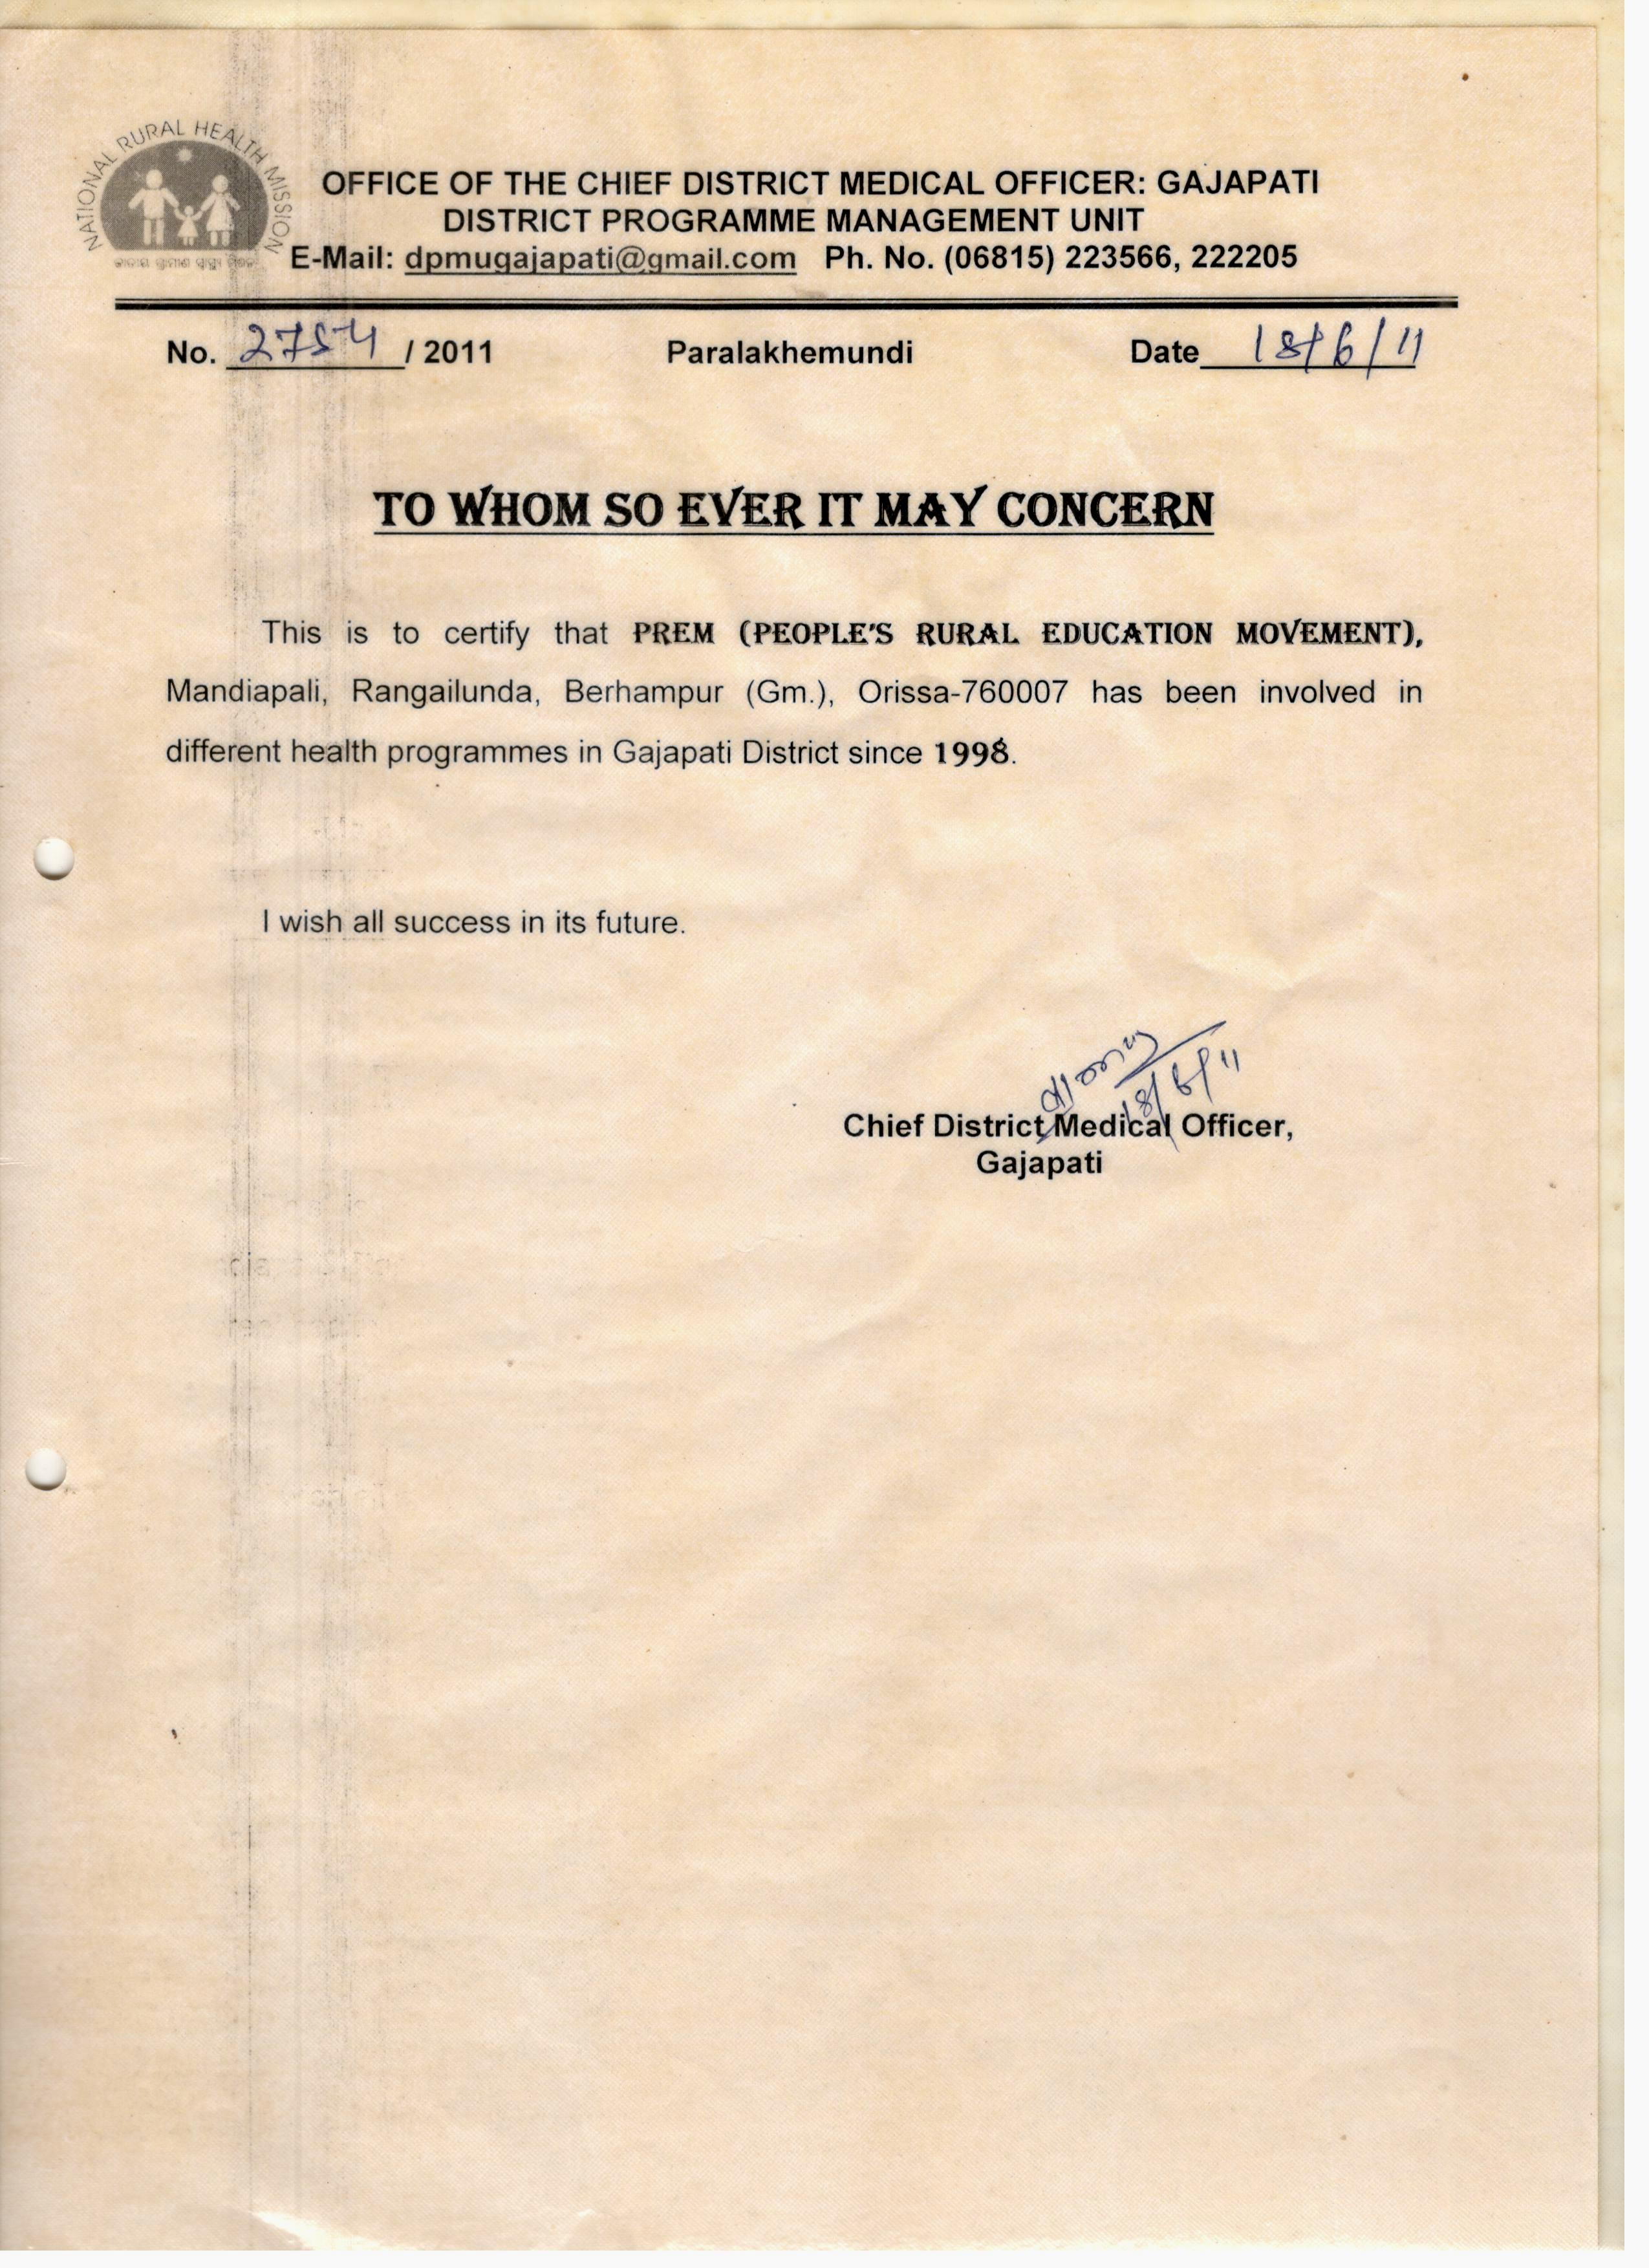 NATIONAL RURAL HEALTH MISSION
OFFICE OF THE CHIEF DISTRICT MEDICAL OFFICER: GAJAPATI
DISTRICT PROGRAMME MANAGEMENT UNIT
E-Mail: dpmugajapati@gmail.com Ph. No. (06815) 223566, 222205
No. 2754 / 2011 Paralakhemundi Date 18/6/11
TO WHOM SO EVER IT MAY CONCERN
This is to certify that PREM (PEOPLE'S RURAL EDUCATION MOVEMENT),
Mandiapali, Rangailunda, Berhampur (Gm.), Orissa-760007 has been involved in
different health programmes in Gajapati District since 1998.
I wish all success in its future.
18/6/11
Chief District Medical Officer,
Gajapati